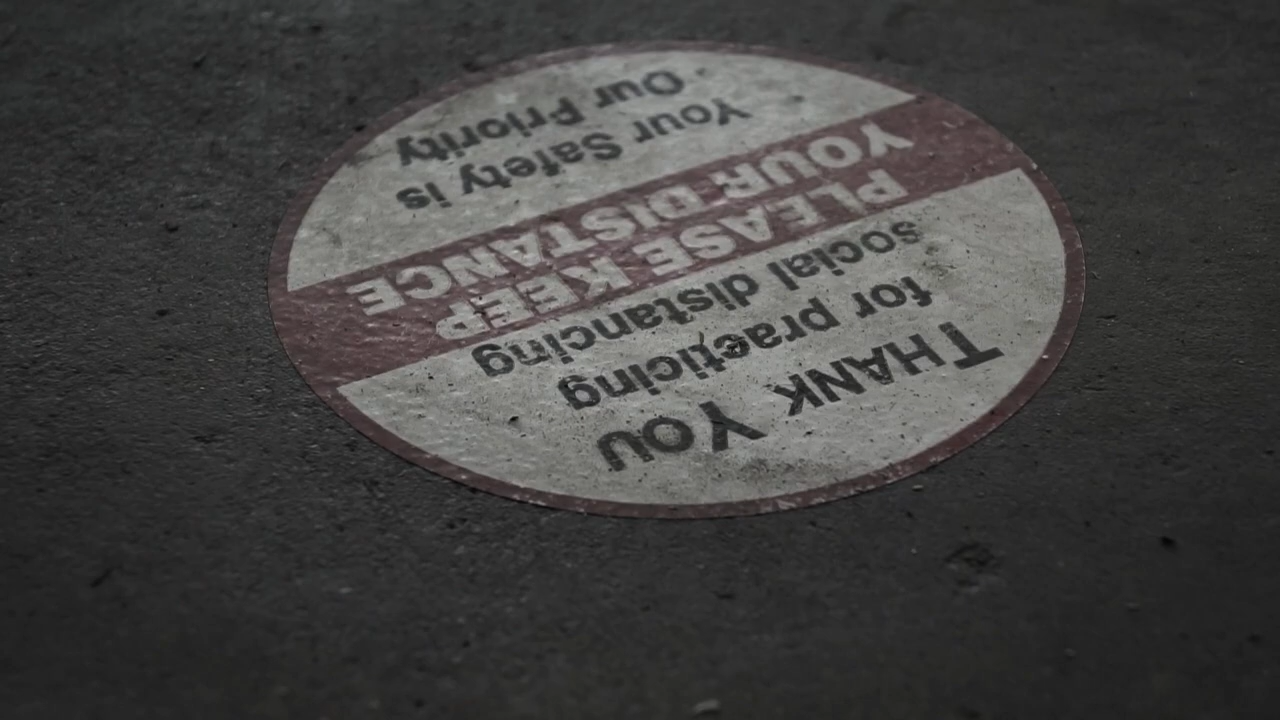 THANK YOU
for practicing
social distancing
PLEASE KEEP
YOUR DISTANCE
Your Safety is
Our Priority